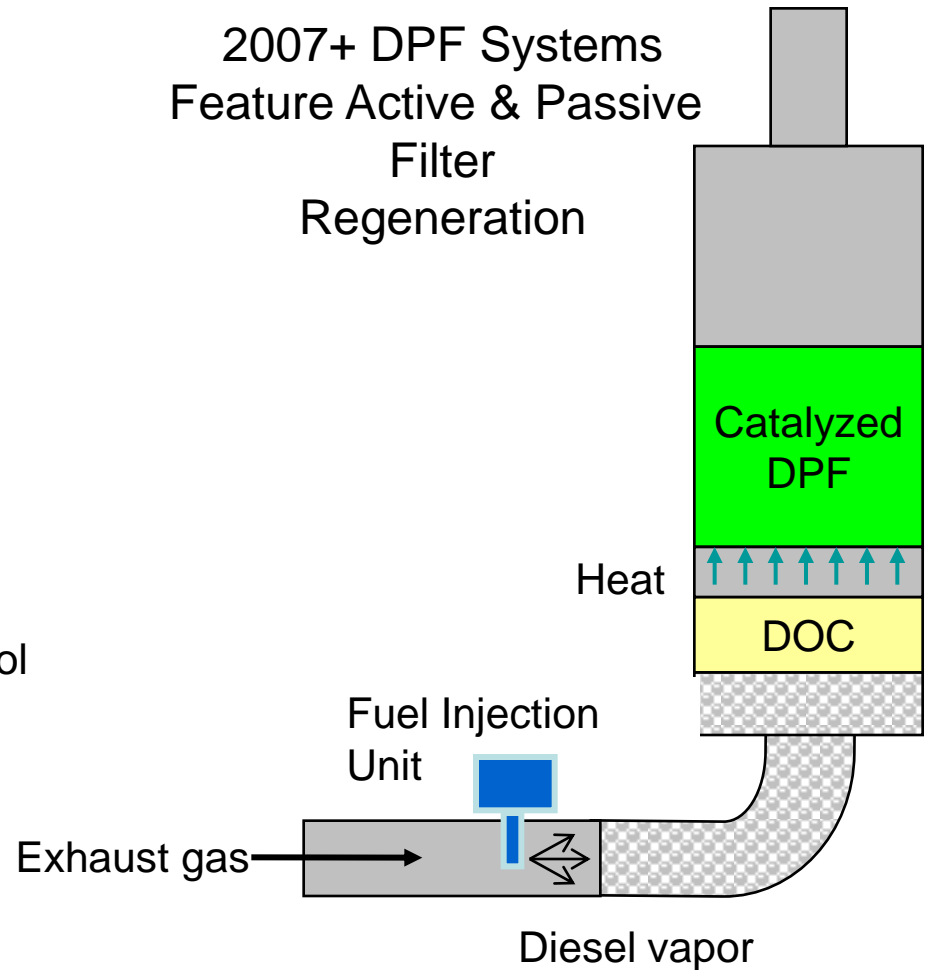 2007+ DPF Systems
Feature Active & Passive
Filter
Regeneration
Catalyzed
DPF
Heat
DOC
ol
Fuel Injection
Unit
Exhaust gas
Diesel vapor